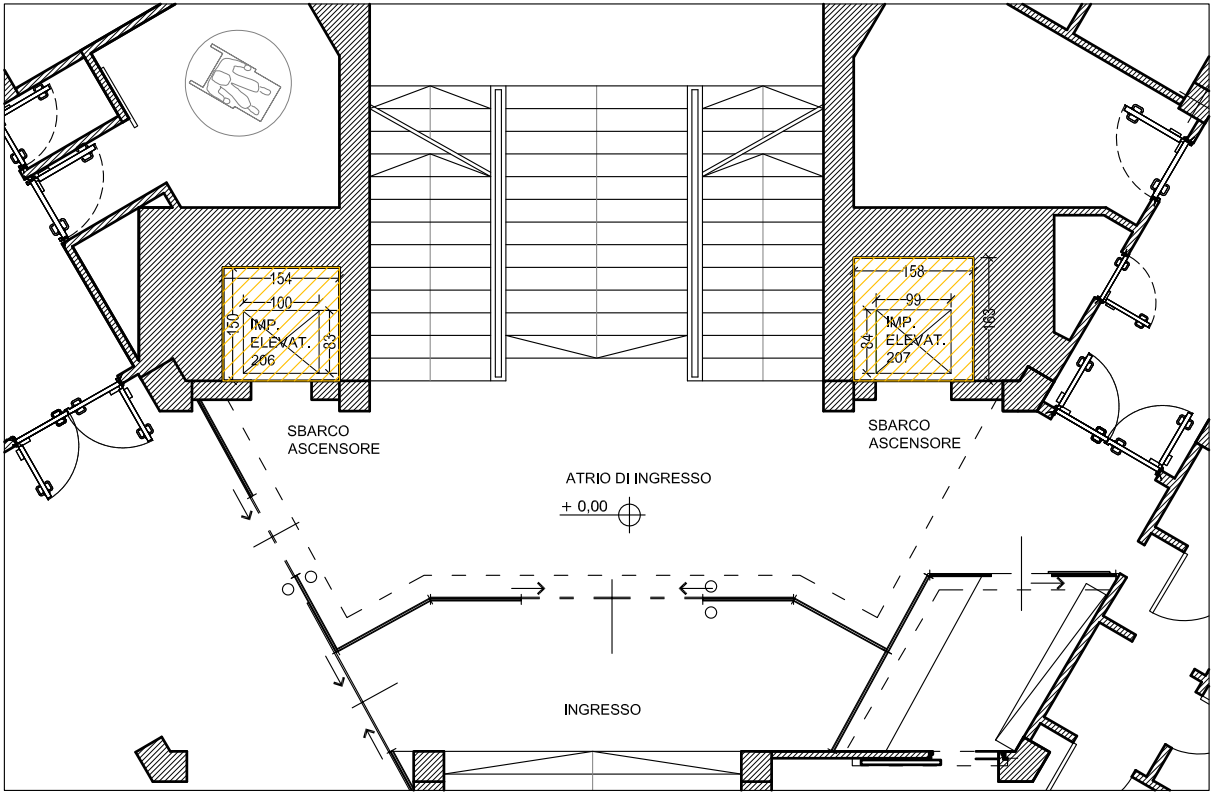 154
100
150
83
IMP.
ELEVAT.
206
158
99
163
84
IMP.
ELEVAT.
207
SBARCO
ASCENSORE
SBARCO
ASCENSORE
ATRIO DI INGRESSO
+ 0,00
INGRESSO